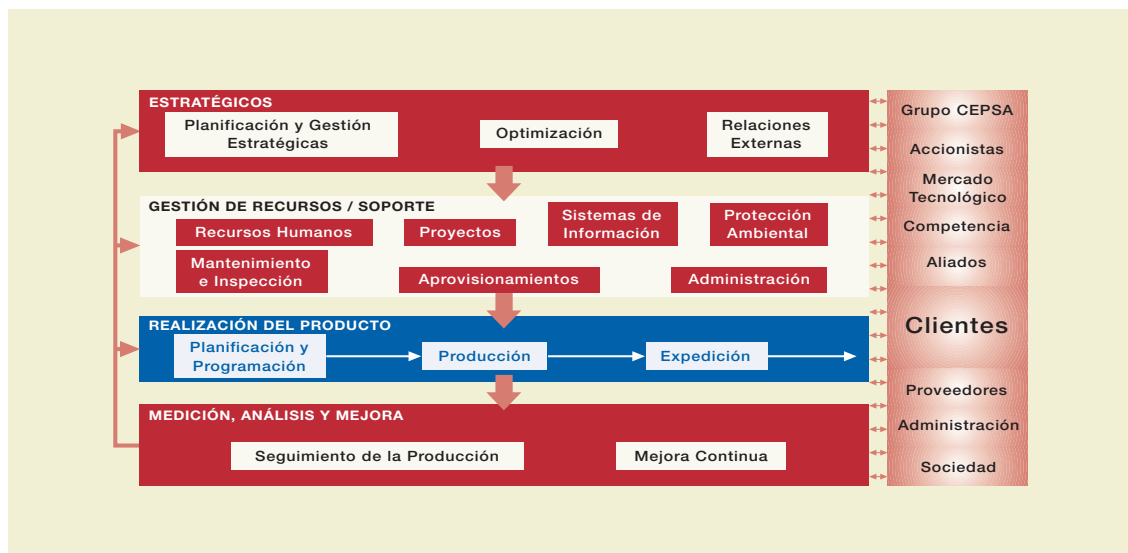 ESTRATÉGICOS
Planificación y Gestión
Estratégicas
Optimización
Relaciones
Externas
GESTIÓN DE RECURSOS / SOPORTE
Recursos Humanos
Proyectos
Sistemas de
Información
Protección
Ambiental
Mantenimiento
e Inspección
Aprovisionamientos
Administración
REALIZACIÓN DEL PRODUCTO
Planificación y
Programación
Producción
Expedición
MEDICIÓN, ANÁLISIS Y MEJORA
Seguimiento de la Producción
Mejora Continua
Grupo CEPSA
Accionistas
Mercado
Tecnológico
Competencia
Aliados
Clientes
Proveedores
Administración
Sociedad